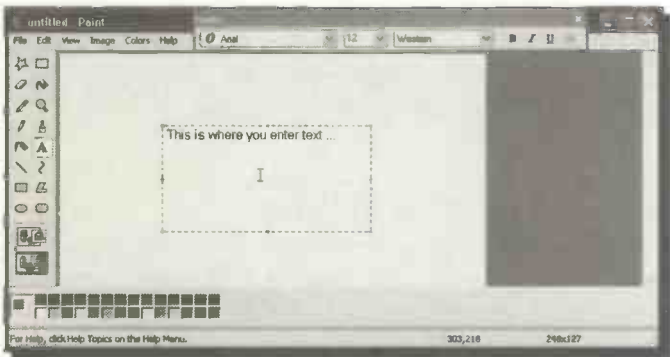 untitled Paint
File Edit View Image Colors Help
Arial 12 Western B I U
This is where you enter text ...
For Help, click Help Topics on the Help Menu. 303,218 248x127